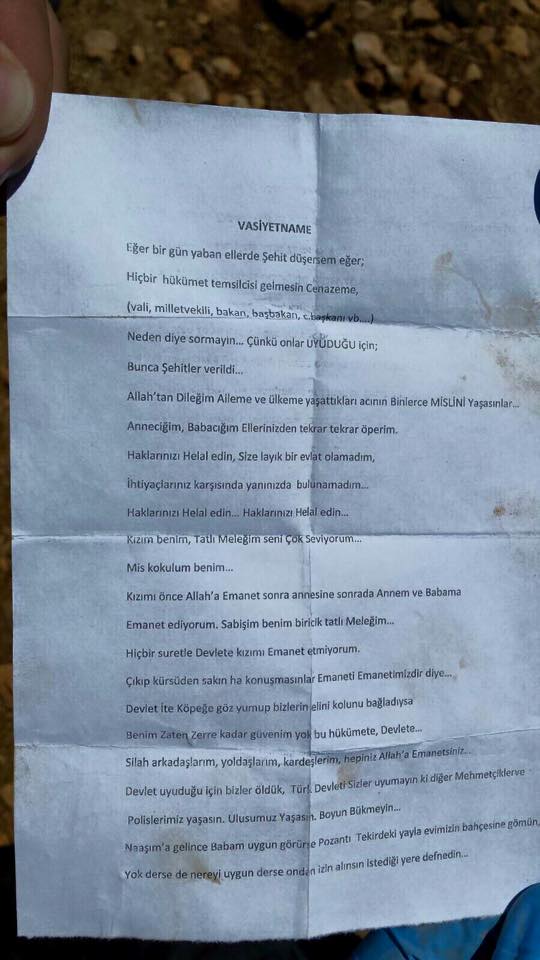 VASİYETNAME
Eğer bir gün yaban ellerde Şehit düşersem eğer;
Hiçbir hükümet temsilcisi gelmesin Cenazeme,
(vali, milletvekili, bakan, başbakan, c.başkanı vb....)
Neden diye sormayın... Çünkü onlar UYUDUĞU için;
Bunca Şehitler verildi...
Allah'tan Dileğim Aileme ve ülkeme yaşattıkları acının Binlerce MİSLİNİ Yaşasınlar...
Anneciğim, Babacığım Ellerinizden tekrar tekrar öperim.
Haklarınızı Helal edin, Size layık bir evlat olamadım,
İhtiyaçlarınız karşısında yanınızda bulunamadım...
Haklarınızı Helal edin... Haklarınızı Helal edin...
Kızım benim, Tatlı Meleğim seni Çok Seviyorum...
Mis kokulum benim...
Kızımı önce Allah'a Emanet sonra annesine sonrada Annem ve Babama
Emanet ediyorum. Sabişim benim biricik tatlı Meleğim...
Hiçbir suretle Devlete kızımı Emanet etmiyorum.
Çıkıp kürsüden sakın ha konuşmasınlar Emaneti Emanetimizdir diye...
Devlet İte Köpeğe göz yumup bizlerin elini kolunu bağladıysa
Benim Zaten Zerre kadar güvenim yok bu hükümete, Devlete...
Silah arkadaşlarım, yoldaşlarım, kardeşlerim, hepiniz Allah'a Emanetsiniz...
Devlet uyuduğu için bizler öldük, Türk Devleti Sizler uyumayın ki diğer Mehmetçiklerve
Polislerimiz yaşasın. Ulusumuz Yaşasın. Boyun Bükmeyin...
Naaşım'a gelince Babam uygun görürse Pozantı Tekirdeki yayla evimizin bahçesine gömün,
Yok derse de nereyi uygun derse ondan izin alınsın istediği yere defnedin...